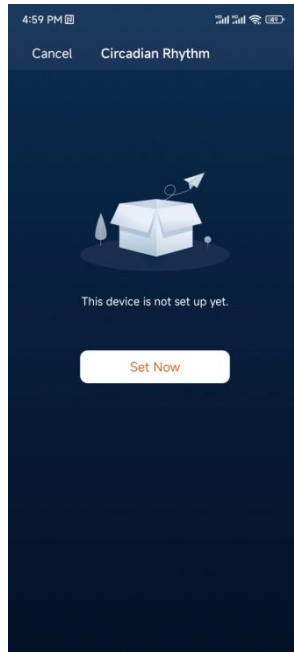 4:59 PM
Cancel Circadian Rhythm
This device is not set up yet.
Set Now